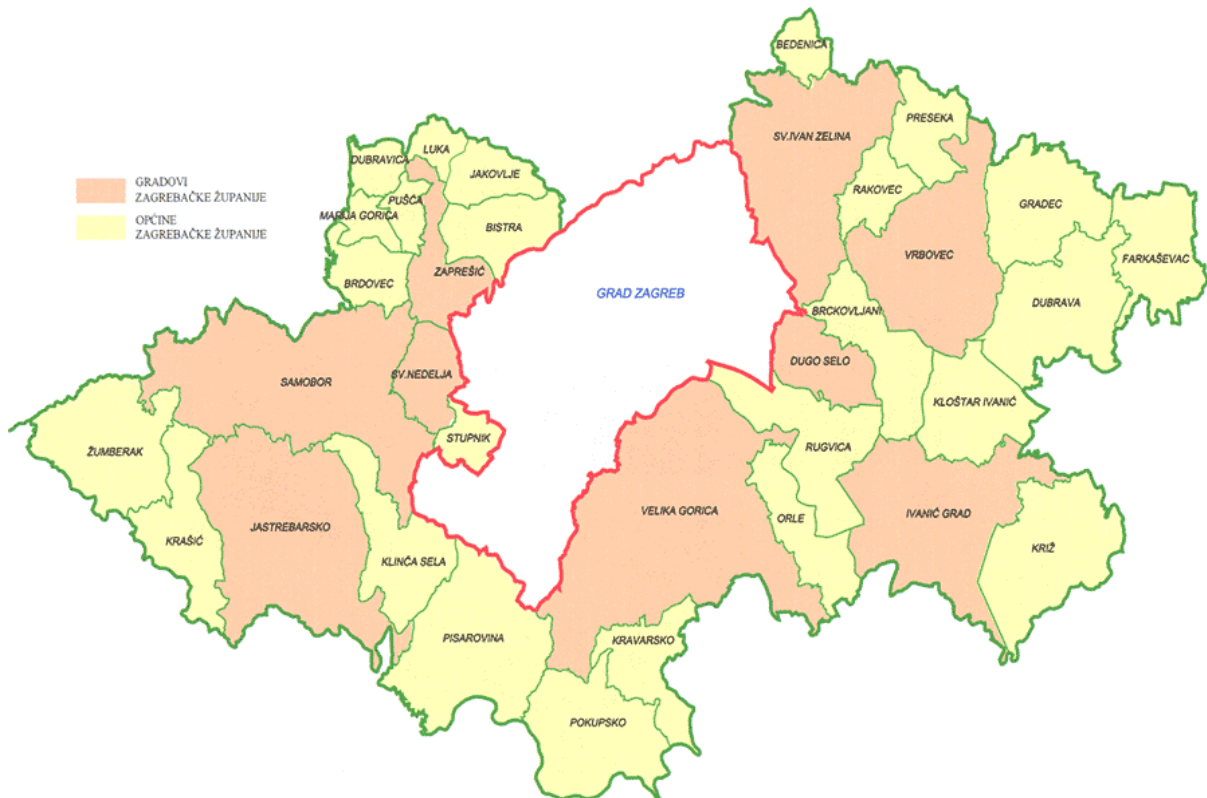 BEDENICA
PRESEKA
SV.IVAN ZELINA
LUKA
DUBRAVICA
JAKOVLJE
GRADOVI
ZAGREBAČKE ŽUPANIJE
RAKOVEC
PUŠĆA
GRADEC
MARIJA GORICA
OPĆINE
ZAGREBAČKE ŽUPANIJE
BISTRA
VRBOVEC
FARKAŠEVAC
ZAPREŠIĆ
BRDOVEC
GRAD ZAGREB
DUBRAVA
BRCKOVLJANI
DUGO SELO
SV.NEDELJA
SAMOBOR
KLOŠTAR IVANIĆ
STUPNIK
RUGVICA
ŽUMBERAK
VELIKA GORICA
IVANIĆ GRAD
ORLE
JASTREBARSKO
KRAŠIĆ
KRIŽ
KLINČA SELA
PISAROVINA
KRAVARSKO
POKUPSKO